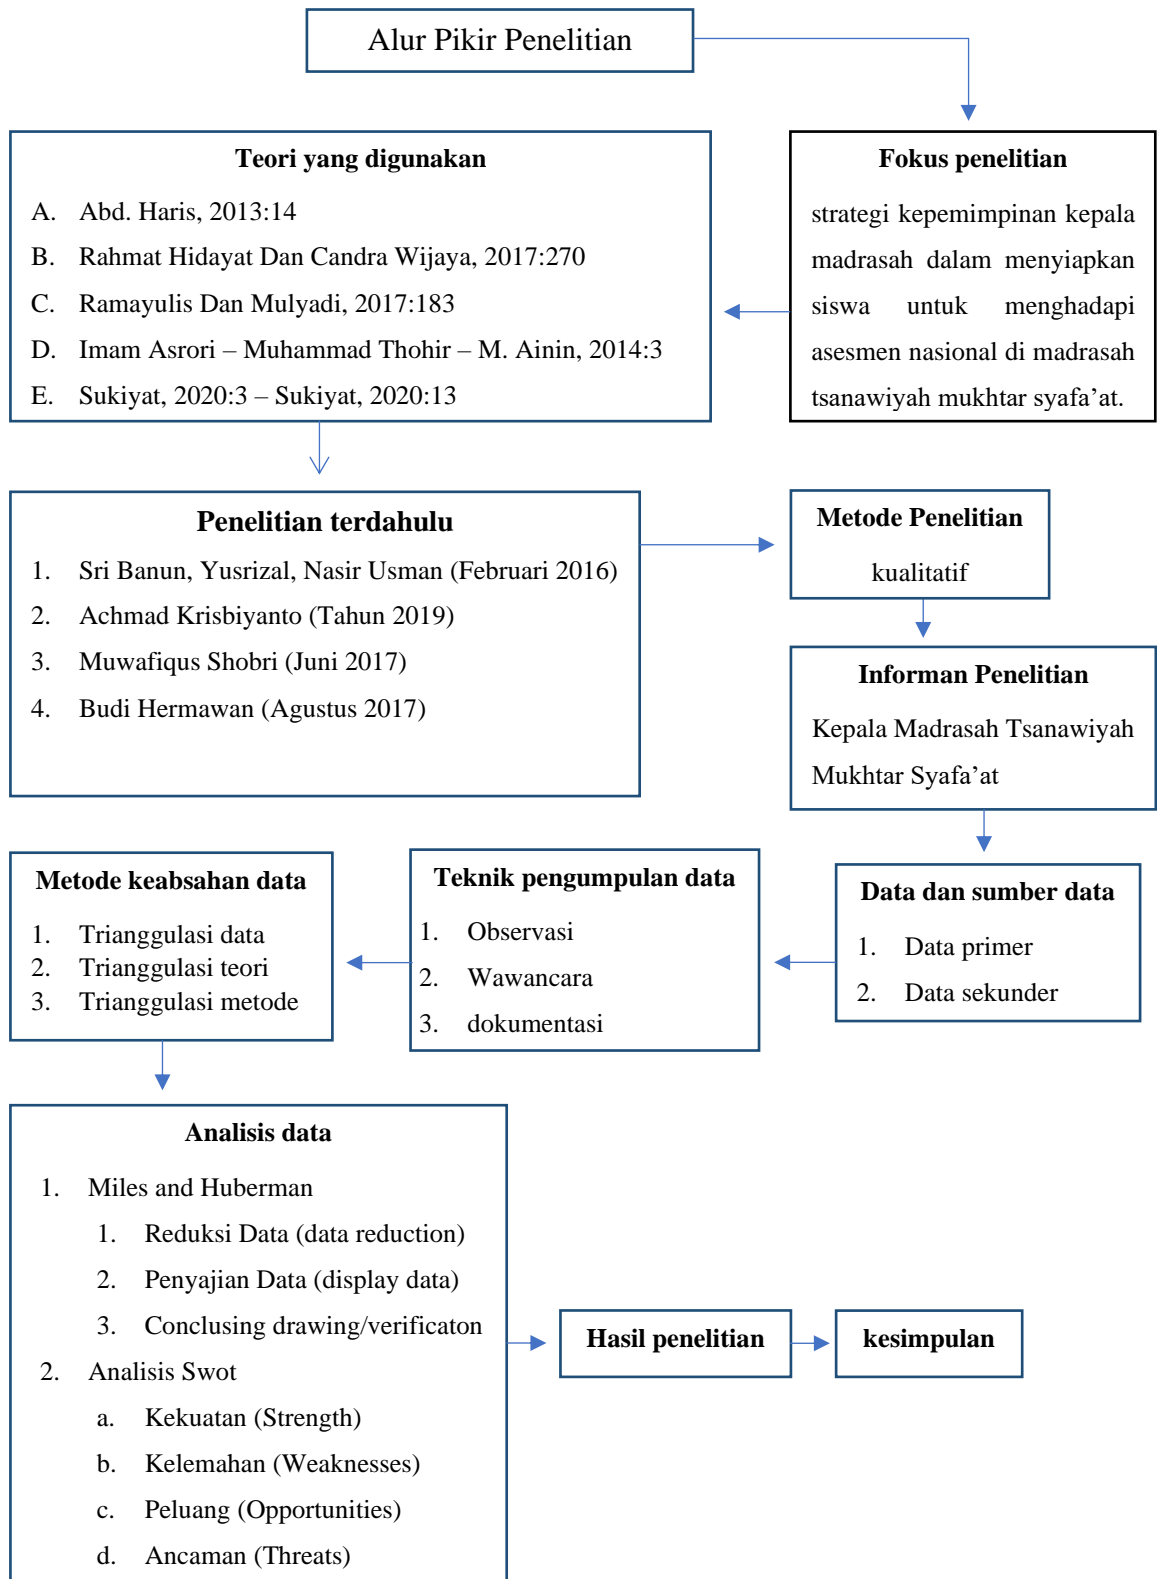 Alur Pikir Penelitian
Fokus penelitian
strategi kepemimpinan kepala
madrasah dalam menyiapkan
siswa untuk menghadapi
asesmen nasional di madrasah
tsanawiyah mukhtar syafa’at.
Teori yang digunakan
A. Abd. Haris, 2013:14
B. Rahmat Hidayat Dan Candra Wijaya, 2017:270
C. Ramayulis Dan Mulyadi, 2017:183
D. Imam Asrori – Muhammad Thohir – M. Ainin, 2014:3
E. Sukiyat, 2020:3 – Sukiyat, 2020:13
Penelitian terdahulu
1. Sri Banun, Yusrizal, Nasir Usman (Februari 2016)
2. Achmad Krisbiyanto (Tahun 2019)
3. Muwafiqus Shobri (Juni 2017)
4. Budi Hermawan (Agustus 2017)
Metode Penelitian
kualitatif
Informan Penelitian
Kepala Madrasah Tsanawiyah
Mukhtar Syafa’at
Data dan sumber data
1. Data primer
2. Data sekunder
Teknik pengumpulan data
1. Observasi
2. Wawancara
3. dokumentasi
Metode keabsahan data
1. Trianggulasi data
2. Trianggulasi teori
3. Trianggulasi metode
Analisis data
1. Miles and Huberman
1. Reduksi Data (data reduction)
2. Penyajian Data (display data)
3. Conclusing drawing/verificaton
2. Analisis Swot
a. Kekuatan (Strength)
b. Kelemahan (Weaknesses)
c. Peluang (Opportunities)
d. Ancaman (Threats)
Hasil penelitian
kesimpulan